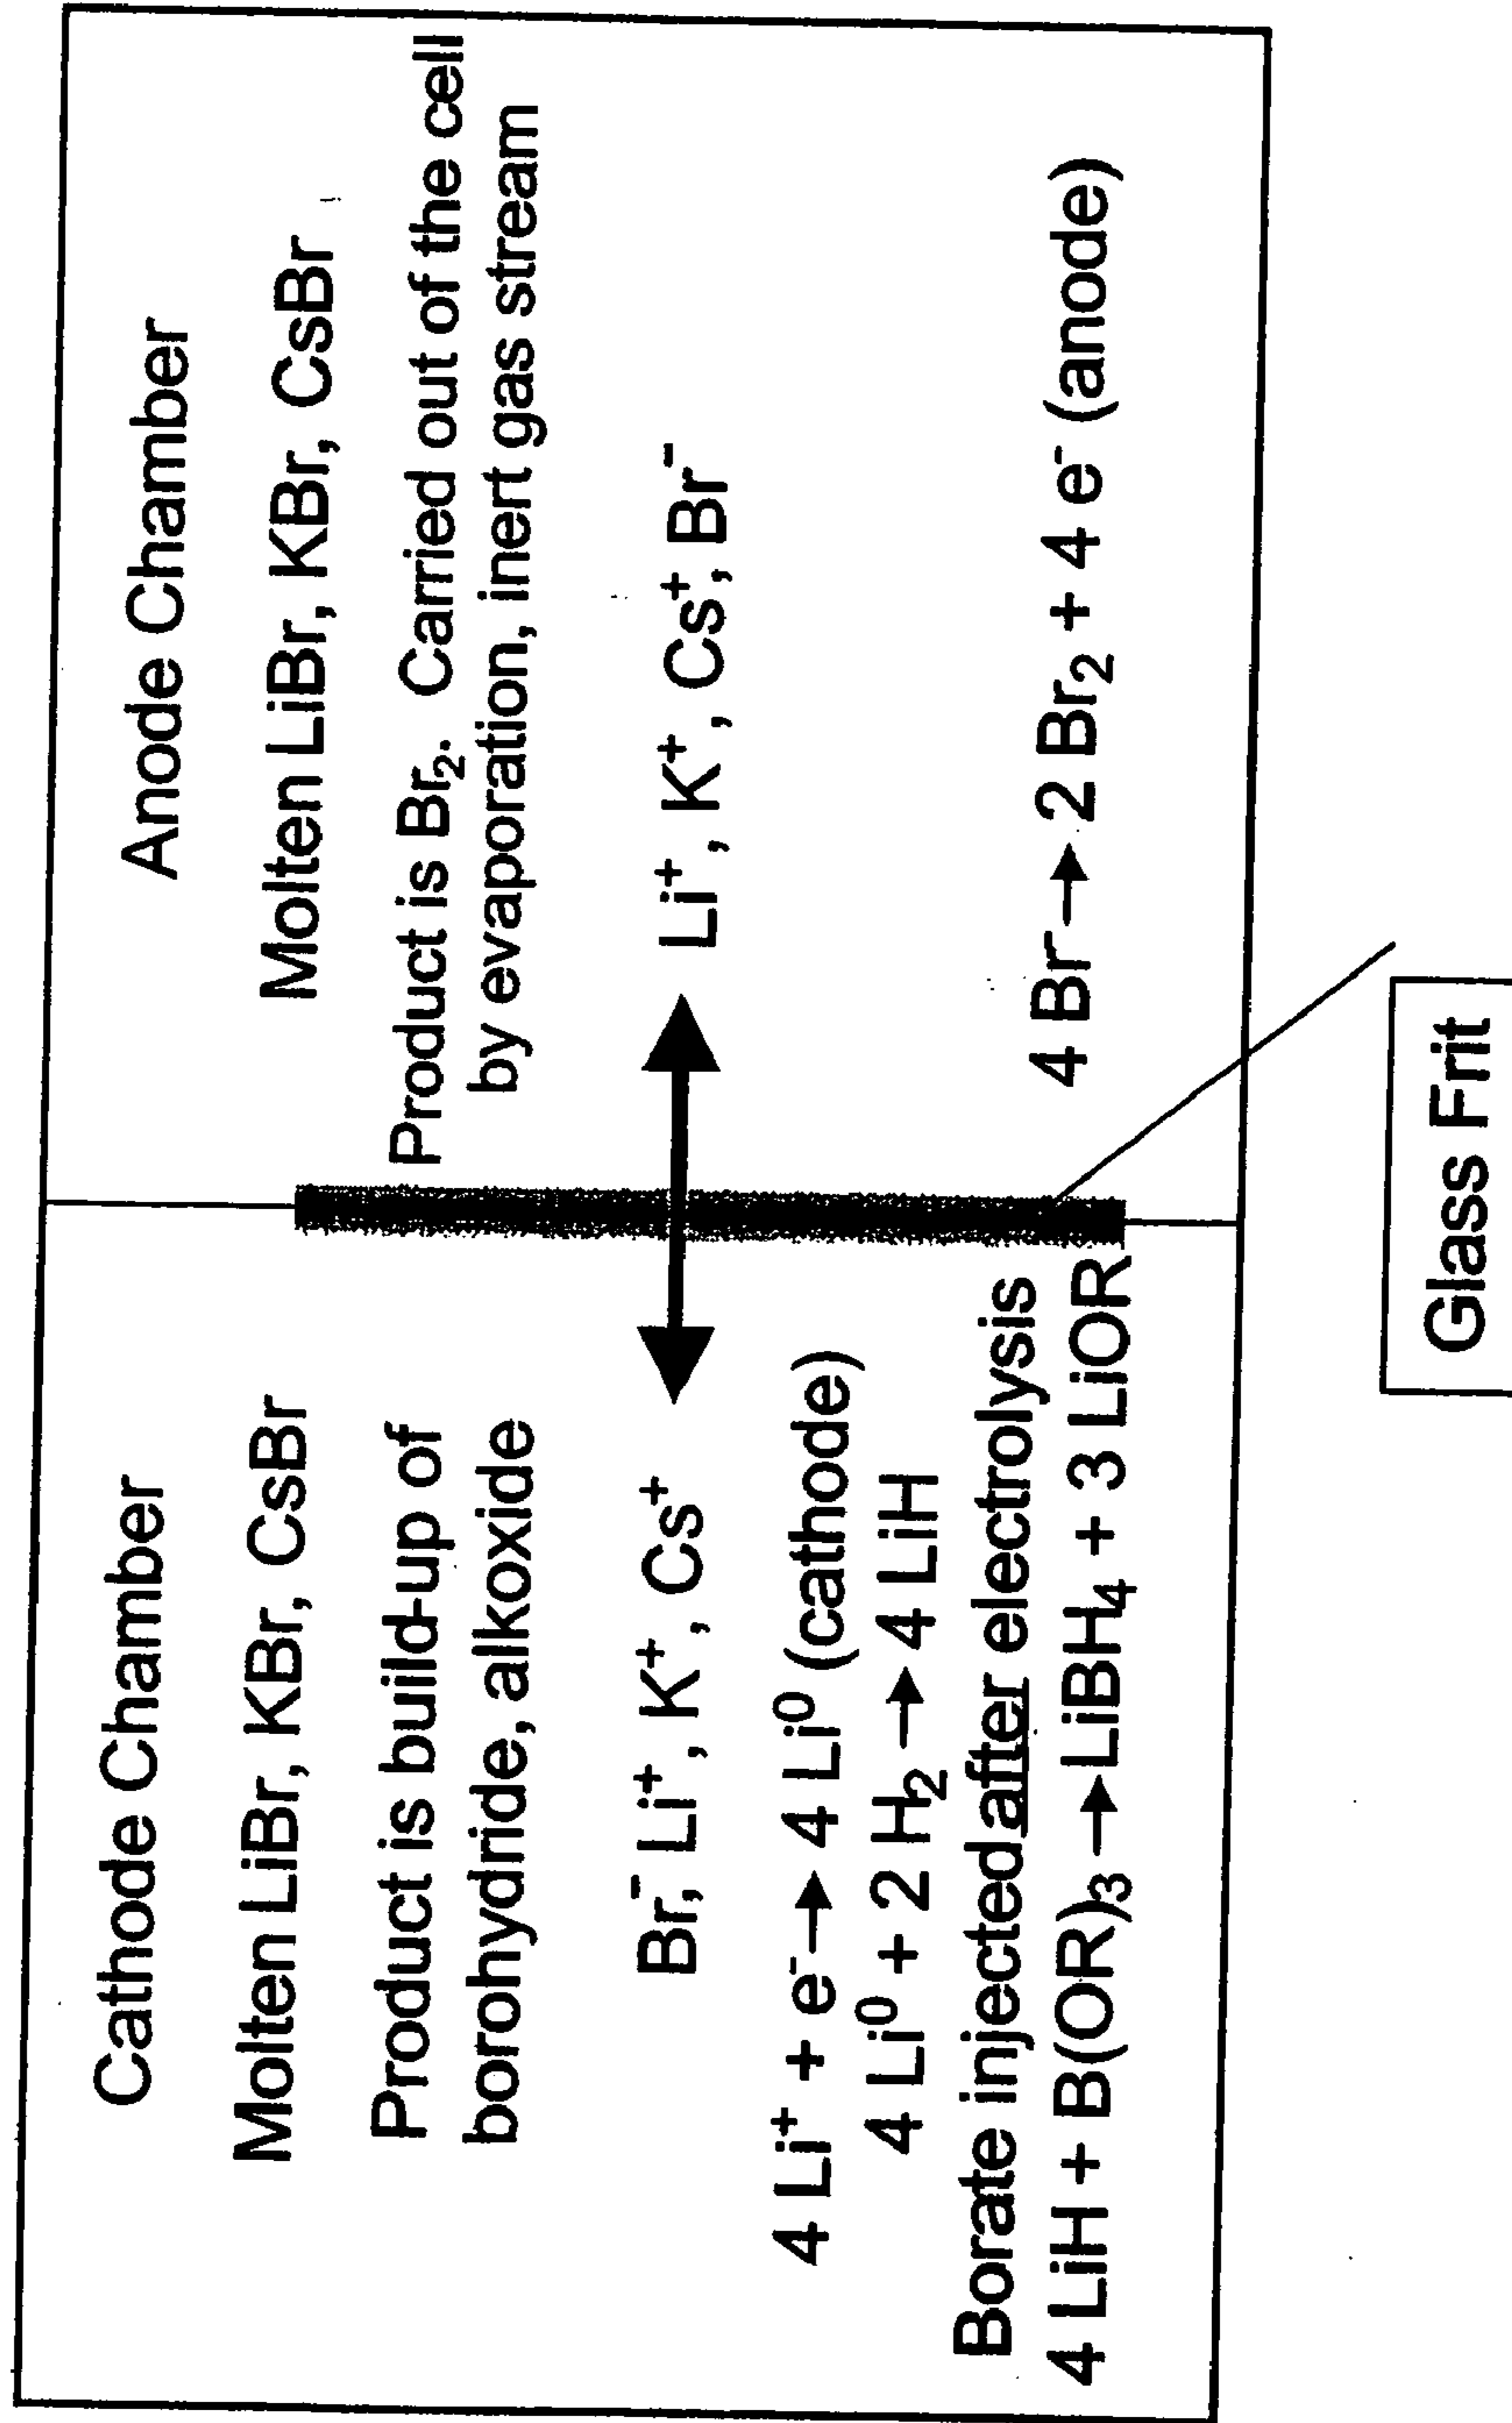 Cathode Chamber
Molten LiBr, KBr, CsBr
Product is build-up of
borohydride, alkoxide
Br⁻, Li⁺, K⁺, Cs⁺
4 Li⁺ + e⁻ → 4 Li⁰ (cathode)
4 Li⁰ + 2 H₂ → 4 LiH
Borate injected after electrolysis
4 LiH + B(OR)₃ → LiBH₄ + 3 LiOR
Anode Chamber
Molten LiBr, KBr, CsBr
Product is Br₂. Carried out of the cell
by evaporation, inert gas stream
Li⁺, K⁺, Cs⁺, Br⁻
4 Br⁻ → 2 Br₂ + 4 e⁻ (anode)
Glass Frit